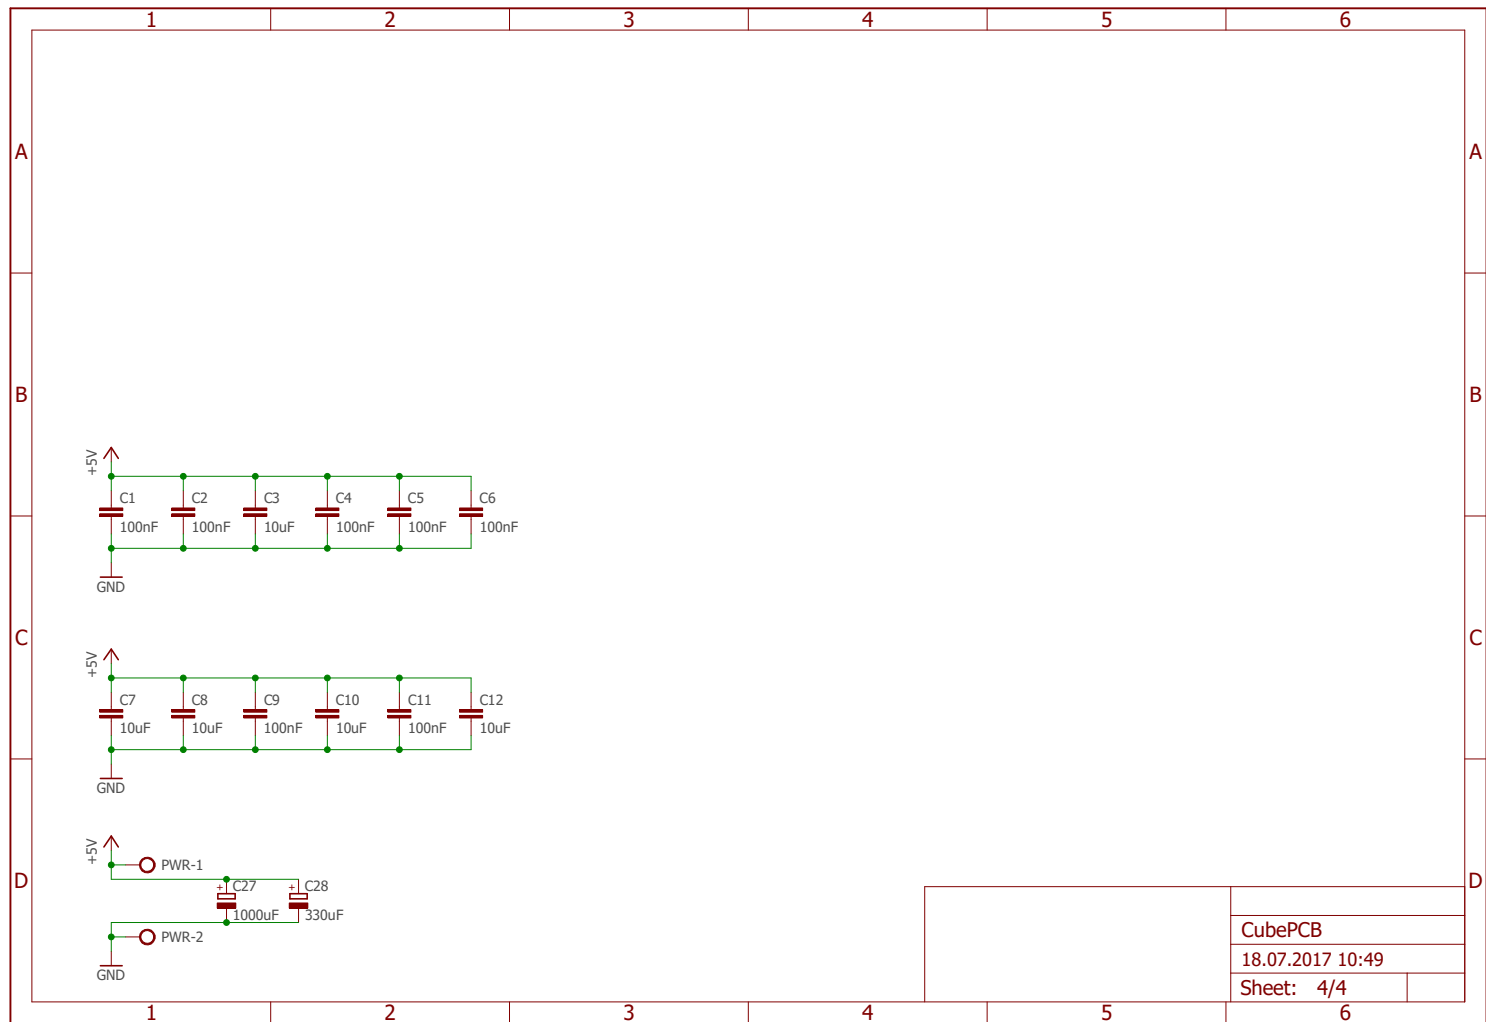 1 2 3 4 5 6
A A
B B
+5V
C1 C2 C3 C4 C5 C6
100nF 100nF 10uF 100nF 100nF 100nF
GND
C C
+5V
C7 C8 C9 C10 C11 C12
10uF 10uF 100nF 10uF 100nF 10uF
GND
+5V
PWR-1
D D
+ C27 + C28
1000uF 330uF
CubePCB
PWR-2
18.07.2017 10:49
GND
Sheet: 4/4
1 2 3 4 5 6